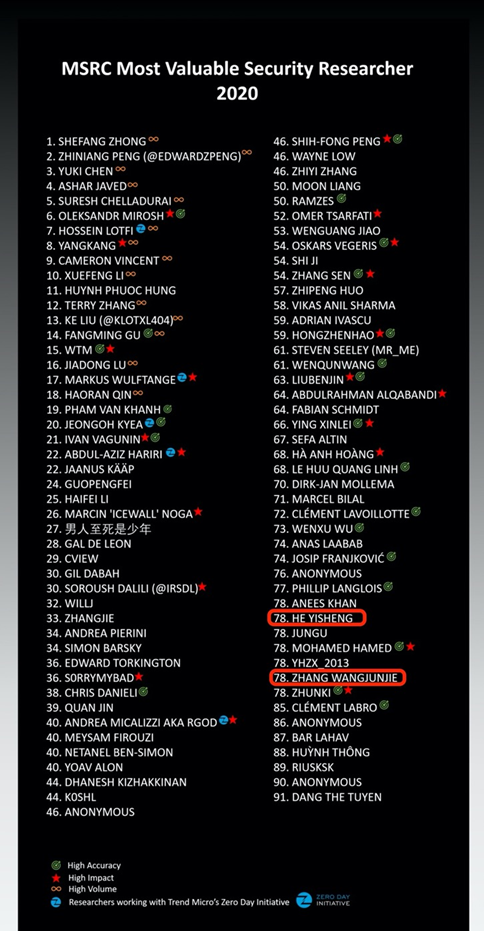 MSRC Most Valuable Security Researcher
2020
1. SHEFANG ZHONG
2. ZHINIANG PENG (@EDWARDZPENG)
3. YUKI CHEN
4. ASHAR JAVED
5. SURESH CHELLADURAI
6. OLEKSANDR MIROSH
7. HOSSEIN LOTFI
8. YANGKANG
9. CAMERON VINCENT
10. XUEFENG LI
11. HUYNH PHUOC HUNG
12. TERRY ZHANG
13. KE LIU (@KLOTXL404)
14. FANGMING GU
15. WTM
16. JIADONG LU
17. MARKUS WULFTANGE
18. HAORAN QIN
19. PHAM VAN KHANH
20. JEONGOH KYEA
21. IVAN VAGUNIN
22. ABDUL-AZIZ HARIRI
22. JAANUS KÄÄP
24. GUOPENGFEI
25. HAIFEI LI
26. MARCIN 'ICEWALL' NOGA
27. 男人至死是少年
28. GAL DE LEON
29. CVIEW
30. GIL DABAH
30. SOROUSH DALILI (@IRSDL)
32. WILLJ
33. ZHANGJIE
34. ANDREA PIERINI
34. SIMON BARSKY
36. EDWARD TORKINGTON
36. S0RRYMYBAD
38. CHRIS DANIELI
39. QUAN JIN
40. ANDREA MICALIZZI AKA RGOD
40. MEYSAM FIROUZI
40. NETANEL BEN-SIMON
40. YOAV ALON
44. DHANESH KIZHAKKINAN
44. K0SHL
46. ANONYMOUS
46. SHIH-FONG PENG
46. WAYNE LOW
46. ZHIYI ZHANG
50. MOON LIANG
50. RAMZES
52. OMER TSARFATI
53. WENGUANG JIAO
54. OSKARS VEGERIS
54. SHI JI
54. ZHANG SEN
57. ZHIPENG HUO
58. VIKAS ANIL SHARMA
59. ADRIAN IVASCU
59. HONGZHENHAO
61. STEVEN SEELEY (MR_ME)
61. WENQUNWANG
63. LIUBENJIN
64. ABDULRAHMAN ALQABANDI
64. FABIAN SCHMIDT
66. YING XINLEI
67. SEFA ALTIN
68. HÀ ANH HOÀNG
68. LE HUU QUANG LINH
70. DIRK-JAN MOLLEMA
71. MARCEL BILAL
72. CLÉMENT LAVOILLOTTE
73. WENXU WU
74. ANAS LAABAB
74. JOSIP FRANJKOVIĆ
76. ANONYMOUS
77. PHILLIP LANGLOIS
78. ANEES KHAN
78. HE YISHENG
78. JUNGU
78. MOHAMED HAMED
78. YHZX_2013
78. ZHANG WANGJUNJIE
78. ZHUNKI
85. CLÉMENT LABRO
86. ANONYMOUS
87. BAR LAHAV
88. HUỲNH THÔNG
89. RIUSKSK
90. ANONYMOUS
91. DANG THE TUYEN
High Accuracy
High Impact
High Volume
Researchers working with Trend Micro's Zero Day Initiative
ZERO DAY
INITIATIVE